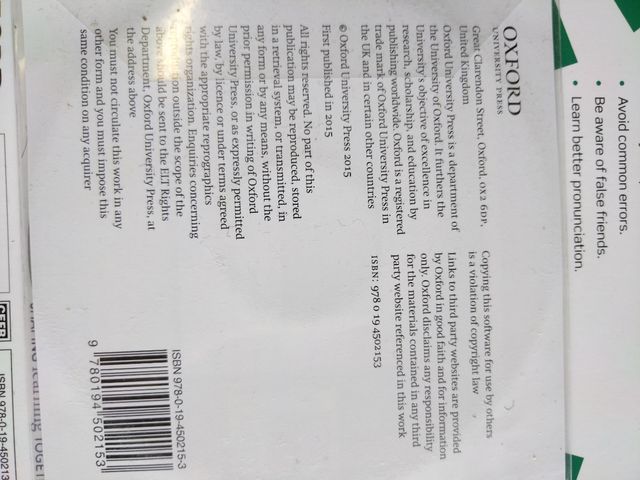 Avoid common errors.
Be aware of false friends.
Learn better pronunciation.
OXFORD
UNIVERSITY PRESS
Great Clarendon Street, Oxford, OX2 6DP,
United Kingdom
Oxford University Press is a department of
the University of Oxford. It furthers the
University's objective of excellence in
research, scholarship, and education by
publishing worldwide. Oxford is a registered
trade mark of Oxford University Press in
the UK and in certain other countries
© Oxford University Press 2015
First published in 2015
All rights reserved. No part of this
publication may be reproduced, stored
in a retrieval system, or transmitted, in
any form or by any means, without the
prior permission in writing of Oxford
University Press, or as expressly permitted
by law, by licence or under terms agreed
with the appropriate reprographics
rights organization. Enquiries concerning
outside the scope of the
above should be sent to the ELT Rights
Department, Oxford University Press, at
the address above
You must not circulate this work in any
other form and you must impose this
same condition on any acquirer
Copying this software for use by others
is a violation of copyright law
Links to third party websites are provided
by Oxford in good faith and for information
only. Oxford disclaims any responsibility
for the materials contained in any third
party website referenced in this work
ISBN: 978 0 19 4502153
ISBN 978-0-19-450215-3
9 780194 502153
learning
CEFR
ISBN 978-0-19-450213